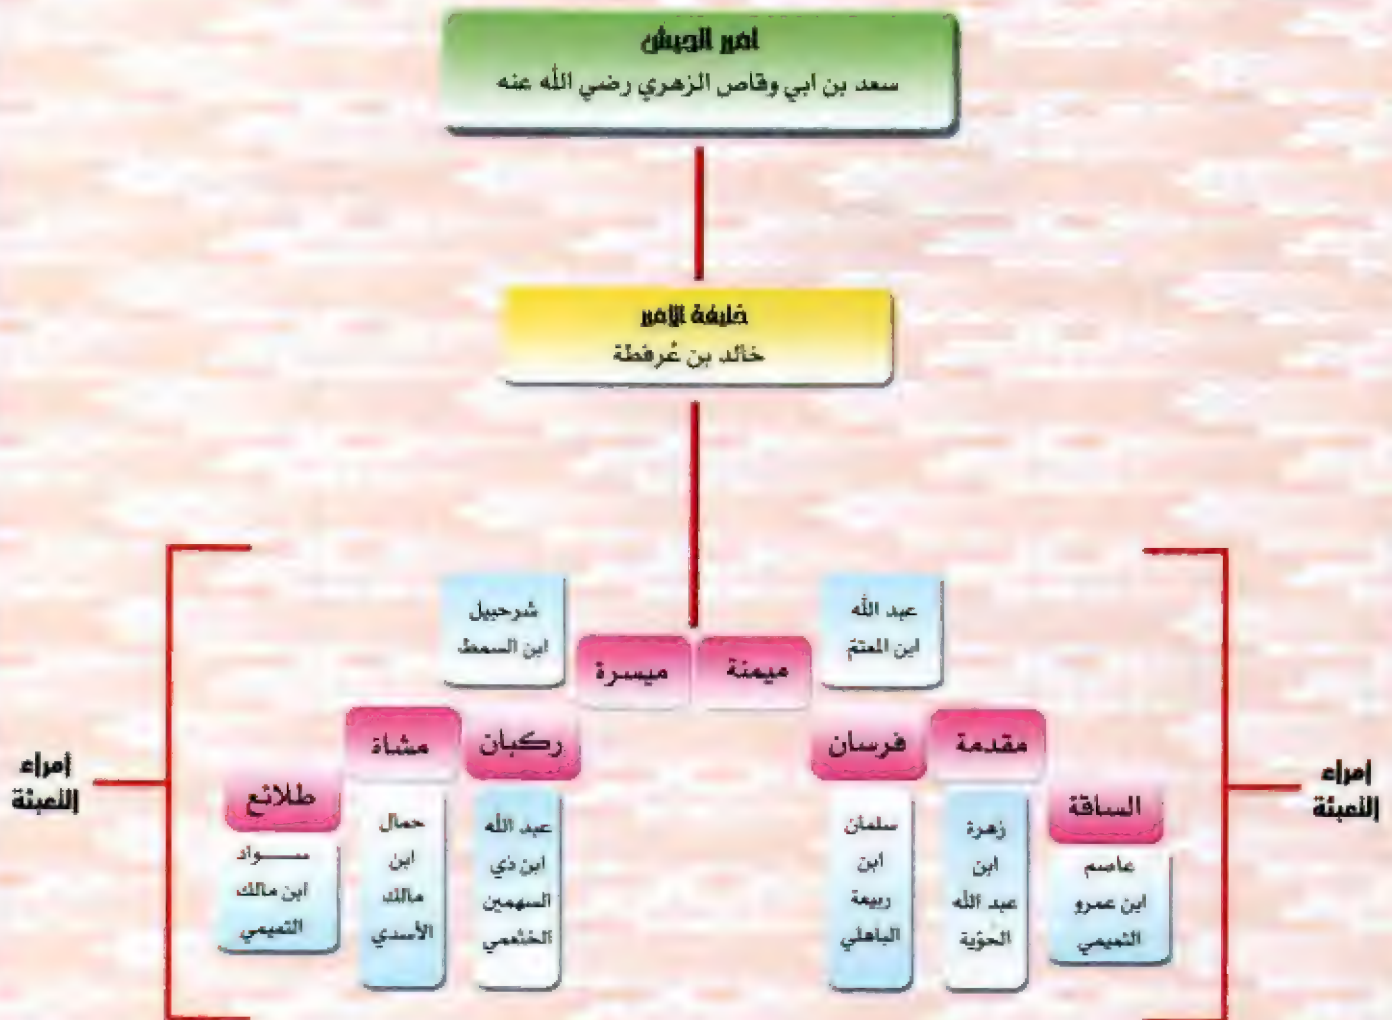 أمير الجيش
سعد بن ابي وقاص الزهري رضي الله عنه
خليفة الأمير
خالد بن عُرفطة
عبد الله
ابن المعتم
شرحبيل
ابن السمط
ميمنة
ميسرة
الساقة
عاصم
ابن عمرو
التميمي
مقدمة
زهرة
ابن
عبد الله
الحؤية
فرسان
سلمان
ابن
ربيعة
الباهلي
ركبان
عبد الله
ابن ذي
السهمين
الخثعمي
مشاة
حمال
ابن
مالك
الأسدي
طلائع
سواد
ابن مالك
التميمي
أمراء
التعبئة
أمراء
التعبئة